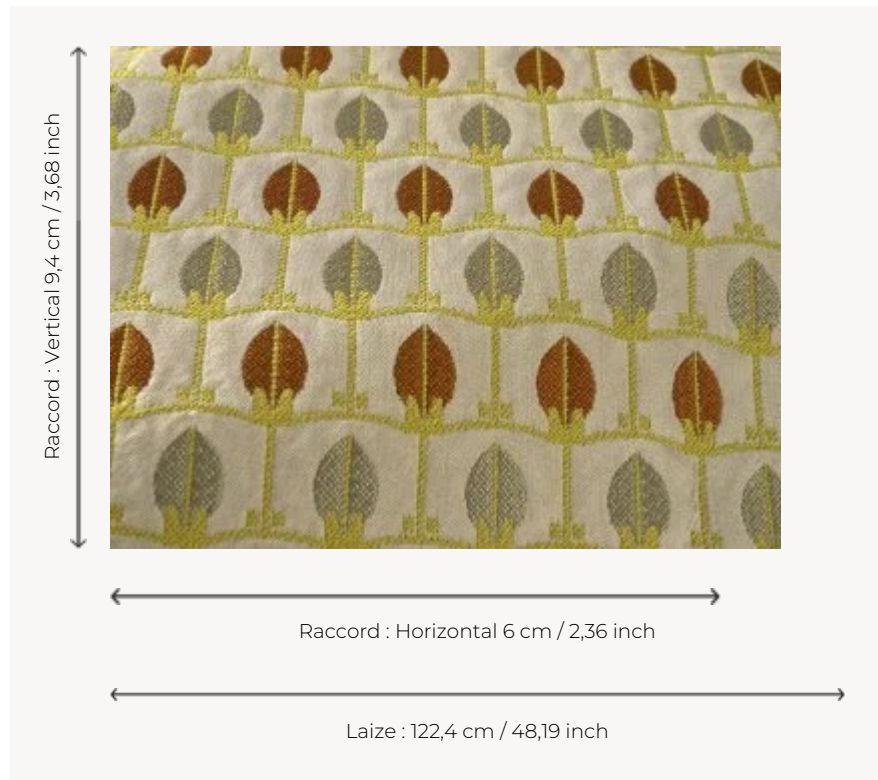 Raccord : Vertical 9,4 cm / 3,68 inch
Raccord : Horizontal 6 cm / 2,36 inch
Laize : 122,4 cm / 48,19 inch